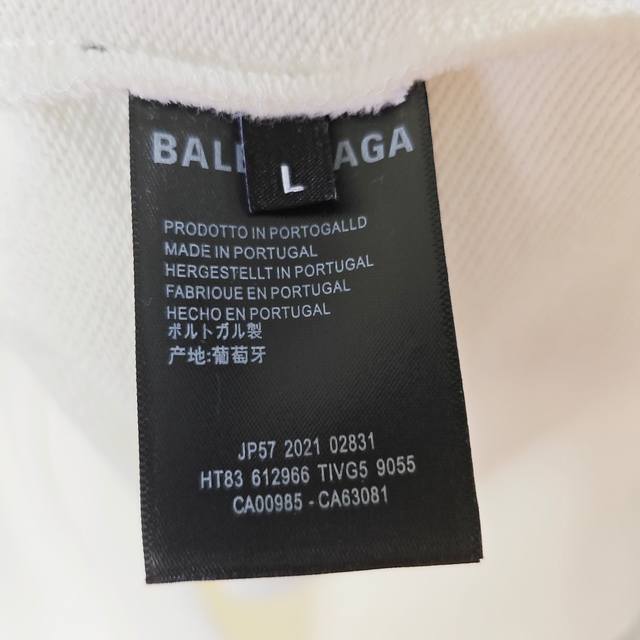 BALE AGA
L
PRODOTTO IN PORTOGALLD
MADE IN PORTUGAL
HERGESTELLT IN PORTUGAL
FABRIQUE EN PORTUGAL
HECHO EN PORTUGAL
ポルトガル製
产地:葡萄牙
JP57 2021 02831
HT83 612966 TIVG5 9055
CA00985 - CA63081